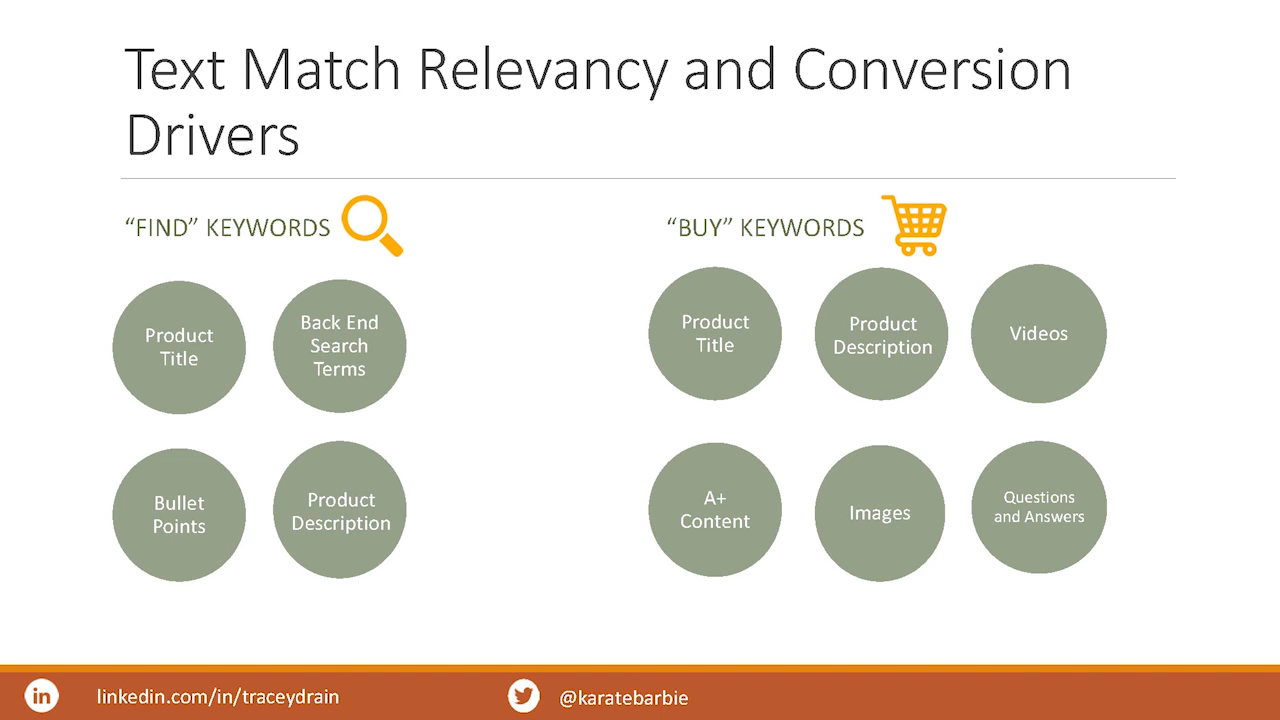 Text Match Relevancy and Conversion
Drivers
“FIND” KEYWORDS
Product
Title
Back End
Search
Terms
Bullet
Points
Product
Description
“BUY” KEYWORDS
Product
Title
Product
Description
Videos
A+
Content
Images
Questions
and Answers
in
linkedin.com/in/traceydrain
@karatebarbie